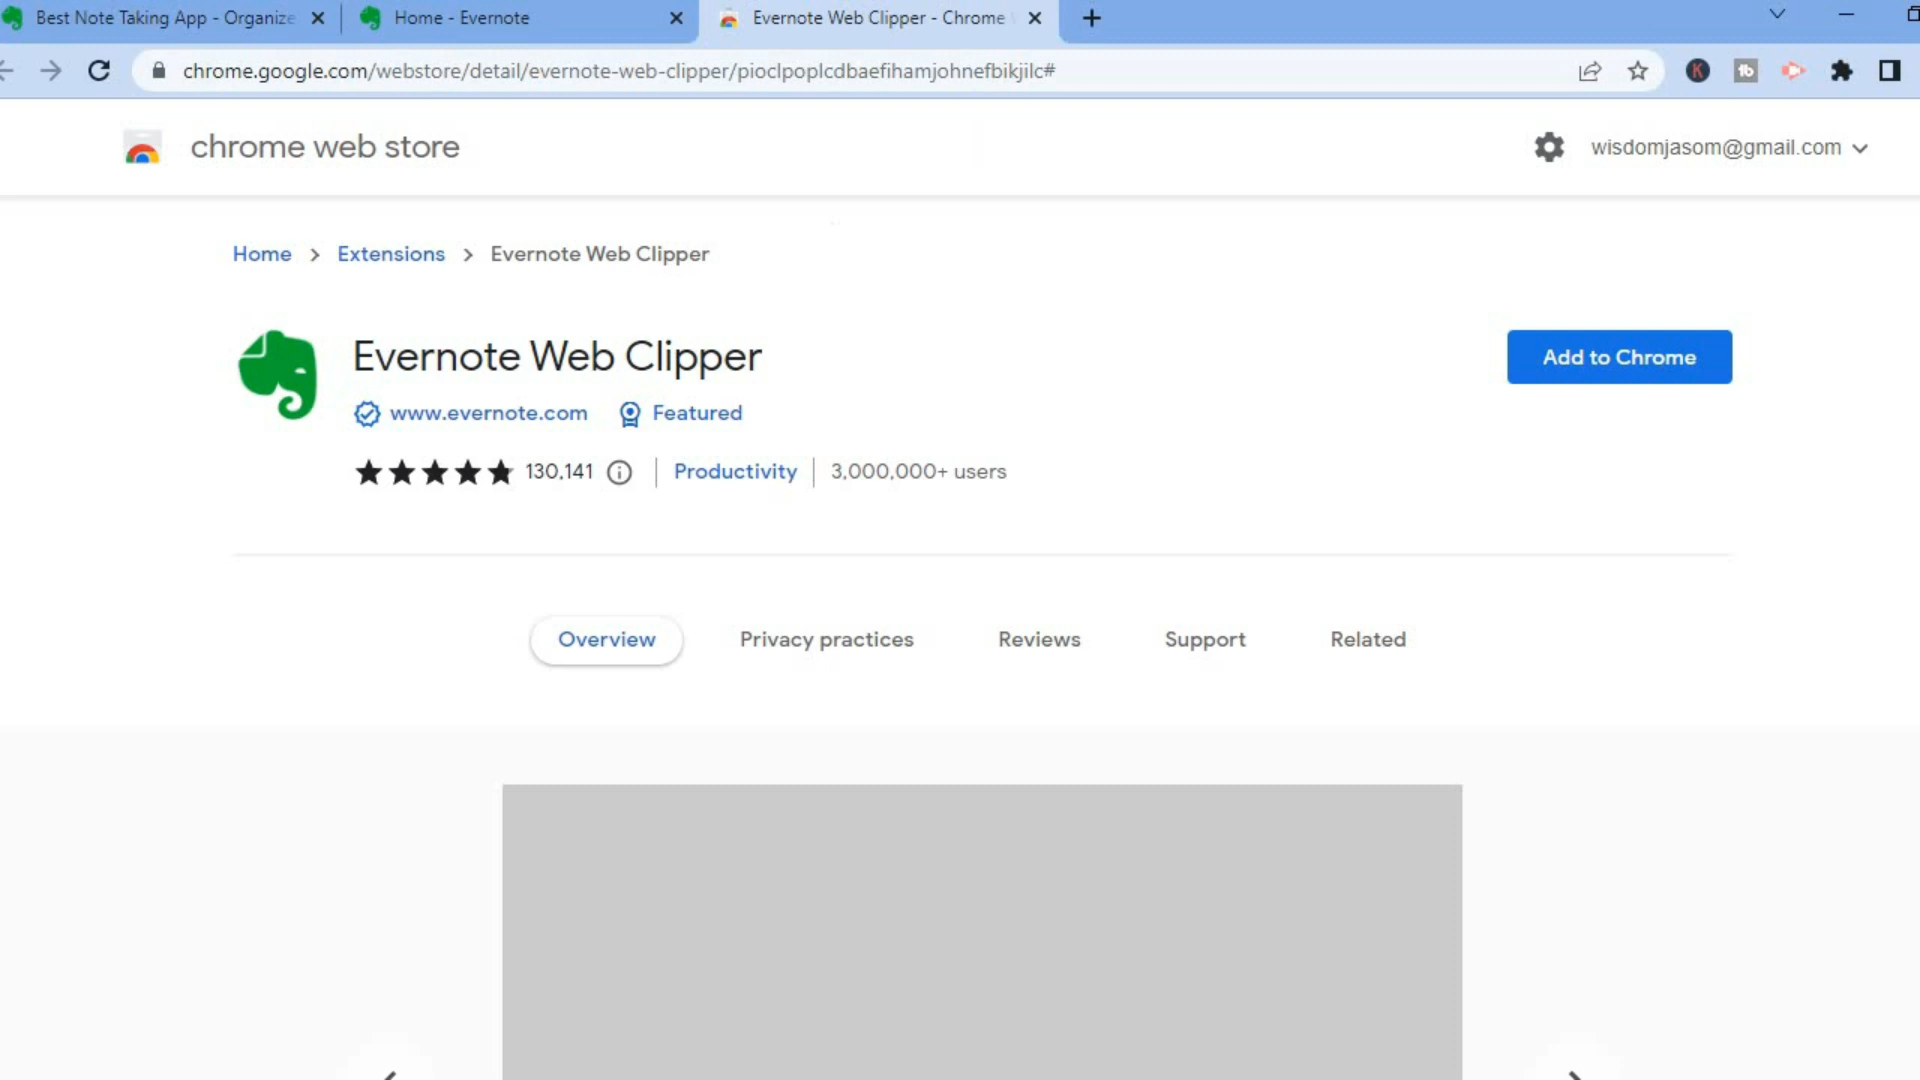 Best Note Taking App - Organize
Home - Evernote
Evernote Web Clipper - Chrome
chrome.google.com/webstore/detail/evernote-web-clipper/pioclpoplcdbaefihamjohnefbikjilc#
K
tb
chrome web store
wisdomjasom@gmail.com
Home > Extensions > Evernote Web Clipper
Evernote Web Clipper
Add to Chrome
www.evernote.com
Featured
130,141
Productivity
3,000,000+ users
Overview
Privacy practices
Reviews
Support
Related